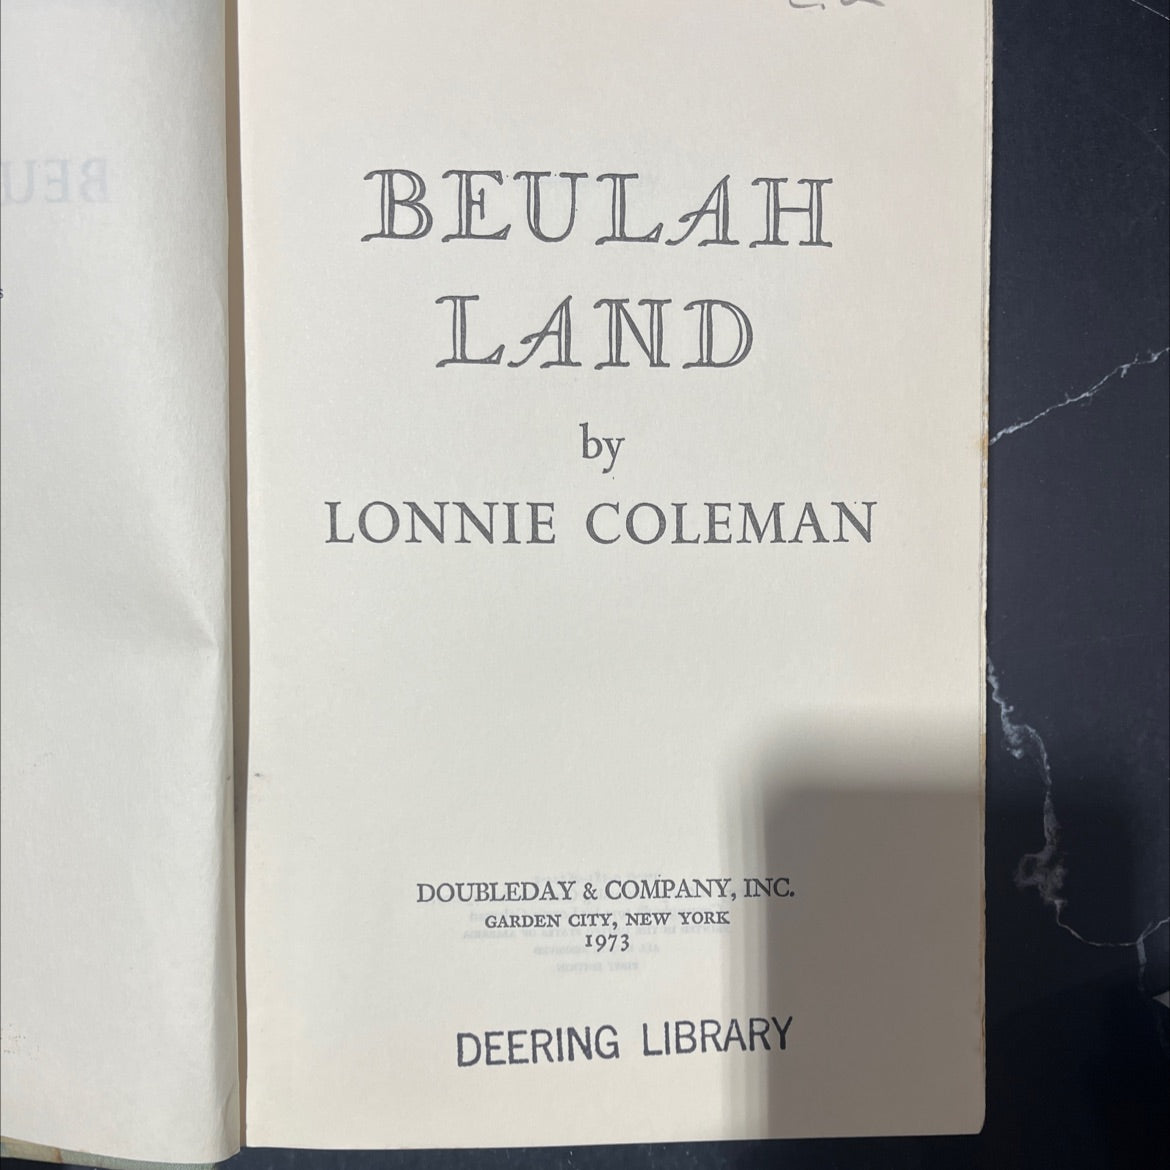 BEULAH
LAND
by
LONNIE COLEMAN
DOUBLEDAY & COMPANY, INC.
GARDEN CITY, NEW YORK
1973
DEERING LIBRARY